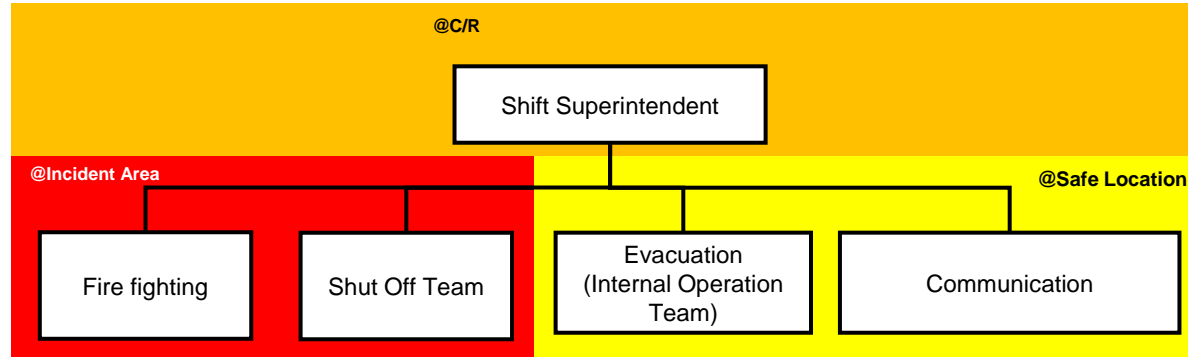 @C/R
Shift Superintendent
@Incident Area
@Safe Location
Fire fighting
Shut Off Team
Evacuation
(Internal Operation
Team)
Communication